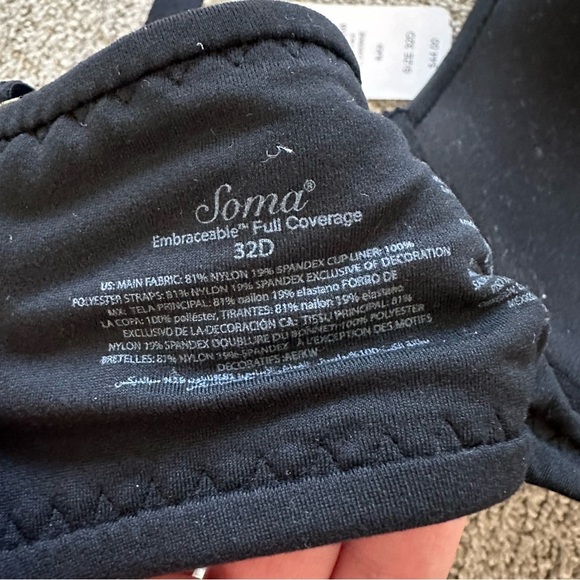 Soma®
Embraceable™ Full Coverage
32D
US: MAIN FABRIC: 81% NYLON 19% SPANDEX CUP LINER: 100%
POLYESTER STRAPS: 81% NYLON 19% SPANDEX EXCLUSIVE OF DECORATION
MX: TELA PRINCIPAL: 81% nailon 19% elastano FORRO DE
LA COPA: 100% poliéster, TIRANTES: 81% nailon 19% elastano
EXCLUSIVO DE LA DECORACIÓN CA: TISSU PRINCIPAL: 81%
NYLON 19% SPANDEX DOUBLURE DU BONNET: 100% POLYESTER
BRETELLES: 81% NYLON 19% SPANDEX À L'EXCEPTION DES MOTIFS
DÉCORATIFS